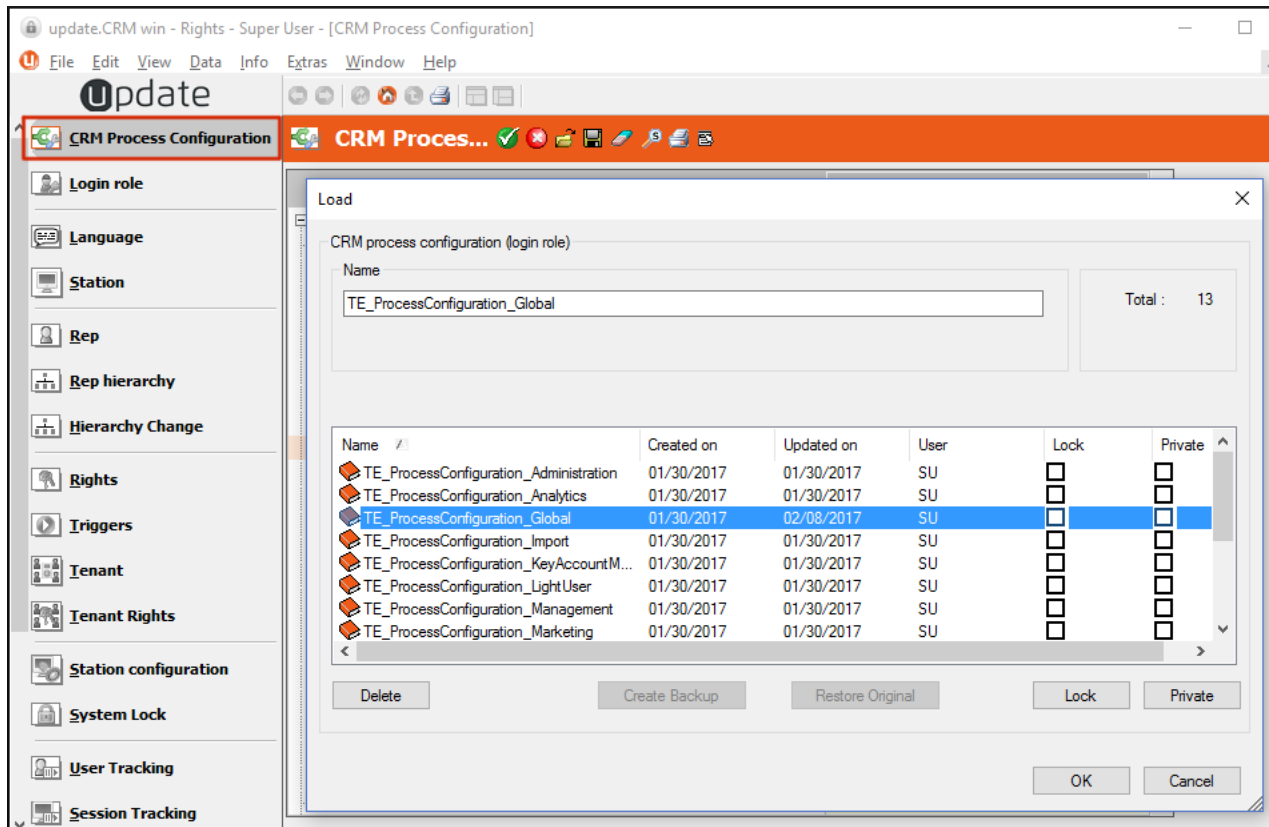 update.CRM win - Rights - Super User - [CRM Process Configuration]
File Edit View Data Info Extras Window Help
update
CRM Process Configuration
CRM Proces...
Login role
Language
Station
Rep
Rep hierarchy
Hierarchy Change
Rights
Triggers
Tenant
Tenant Rights
Station configuration
System Lock
User Tracking
Session Tracking
Load
CRM process configuration (login role)
Name
TE_ProcessConfiguration_Global
Total : 13
Name Created on Updated on User Lock Private
TE_ProcessConfiguration_Administration 01/30/2017 01/30/2017 SU
TE_ProcessConfiguration_Analytics 01/30/2017 01/30/2017 SU
TE_ProcessConfiguration_Global 01/30/2017 02/08/2017 SU
TE_ProcessConfiguration_Import 01/30/2017 01/30/2017 SU
TE_ProcessConfiguration_KeyAccountM... 01/30/2017 01/30/2017 SU
TE_ProcessConfiguration_LightUser 01/30/2017 01/30/2017 SU
TE_ProcessConfiguration_Management 01/30/2017 01/30/2017 SU
TE_ProcessConfiguration_Marketing 01/30/2017 01/30/2017 SU
Delete Create Backup Restore Original Lock Private
OK Cancel